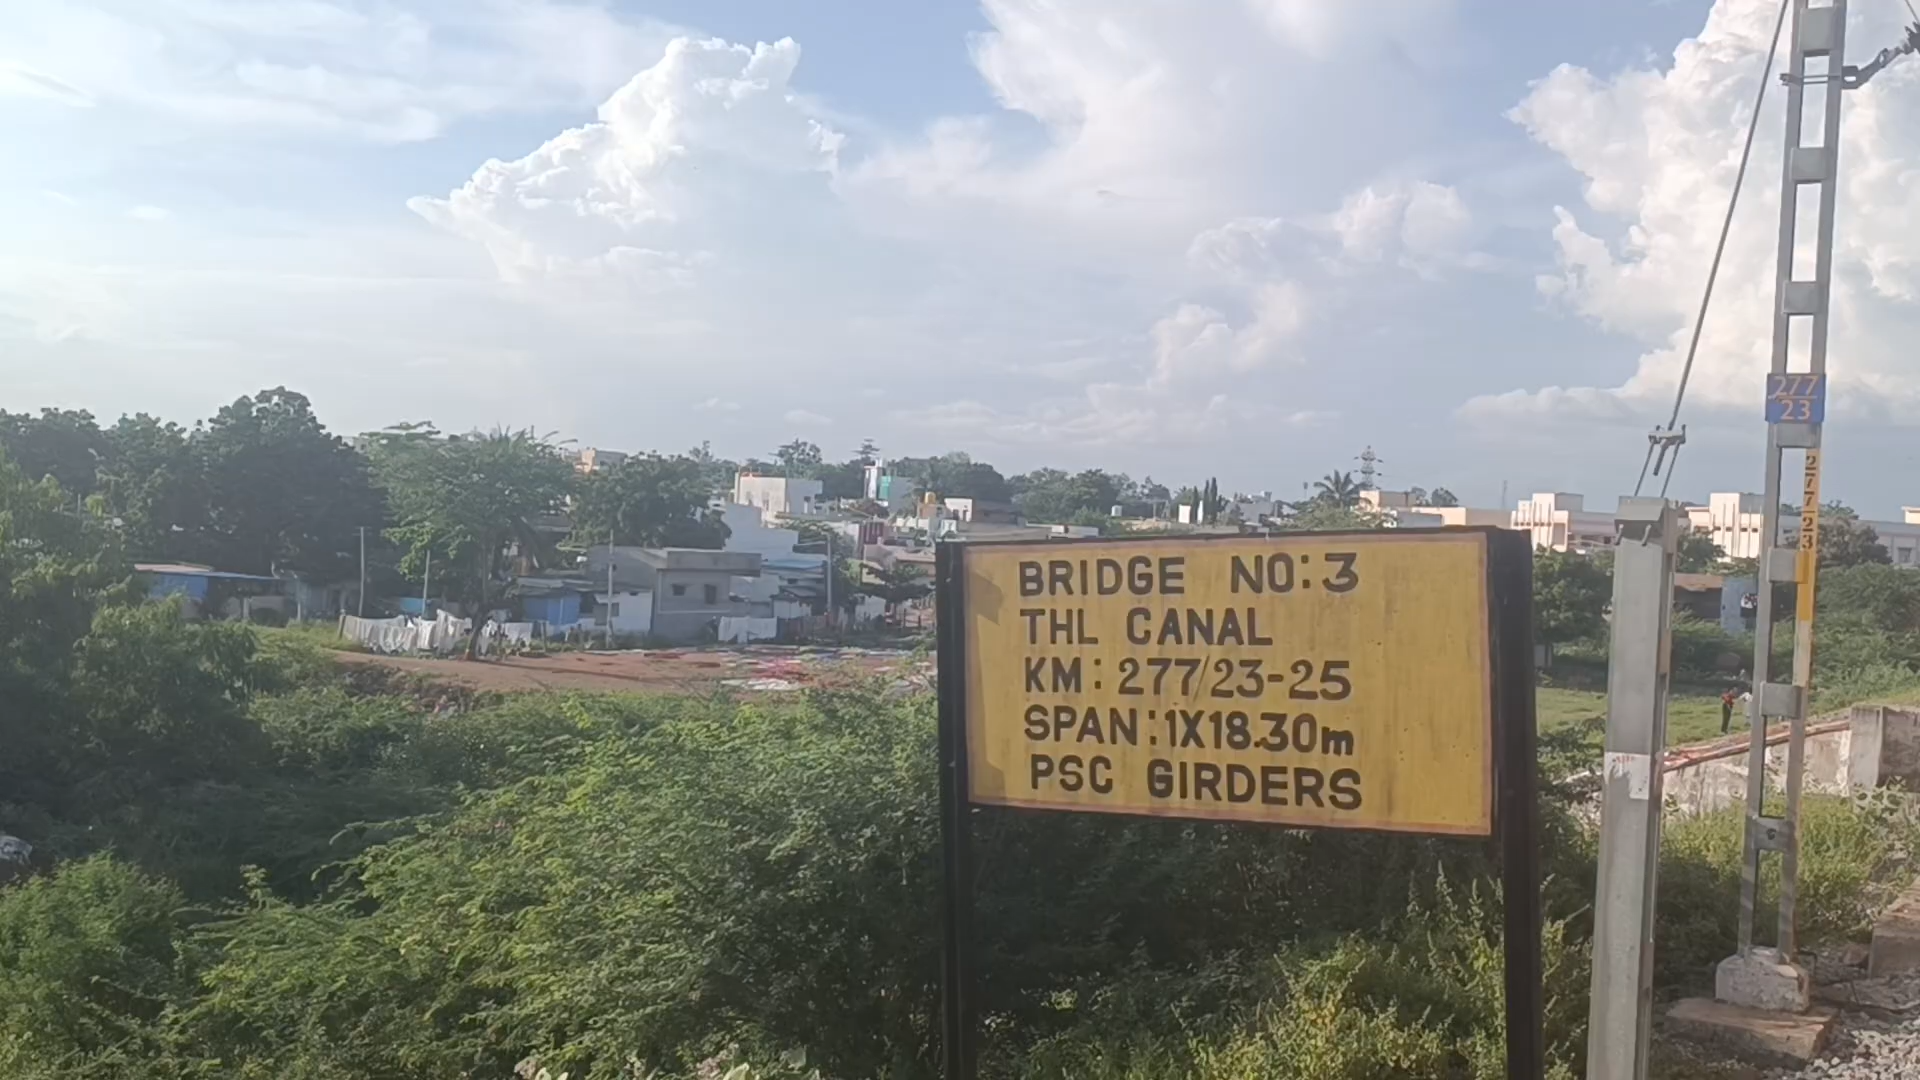 BRIDGE NO: 3
THL CANAL
KM: 277/23-25
SPAN: 1X18.30m
PSC GIRDERS
277
23
277/23